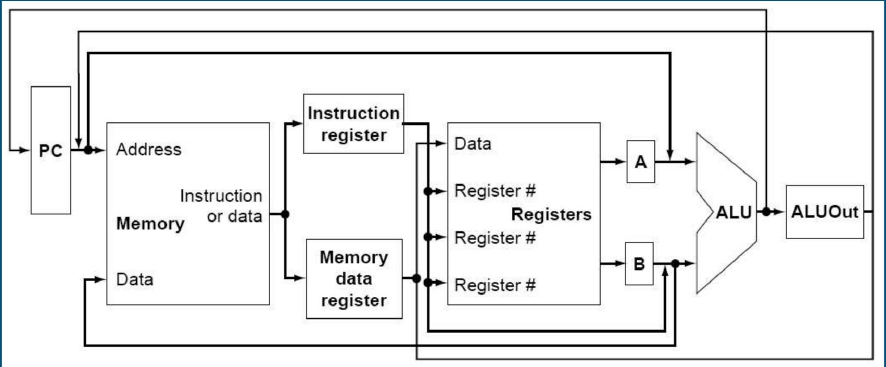 PC
Address
Instruction
or data
Memory
Data
Instruction
register
Memory
data
register
Data
Register #
Registers
Register #
Register #
A
B
ALU
ALUOut